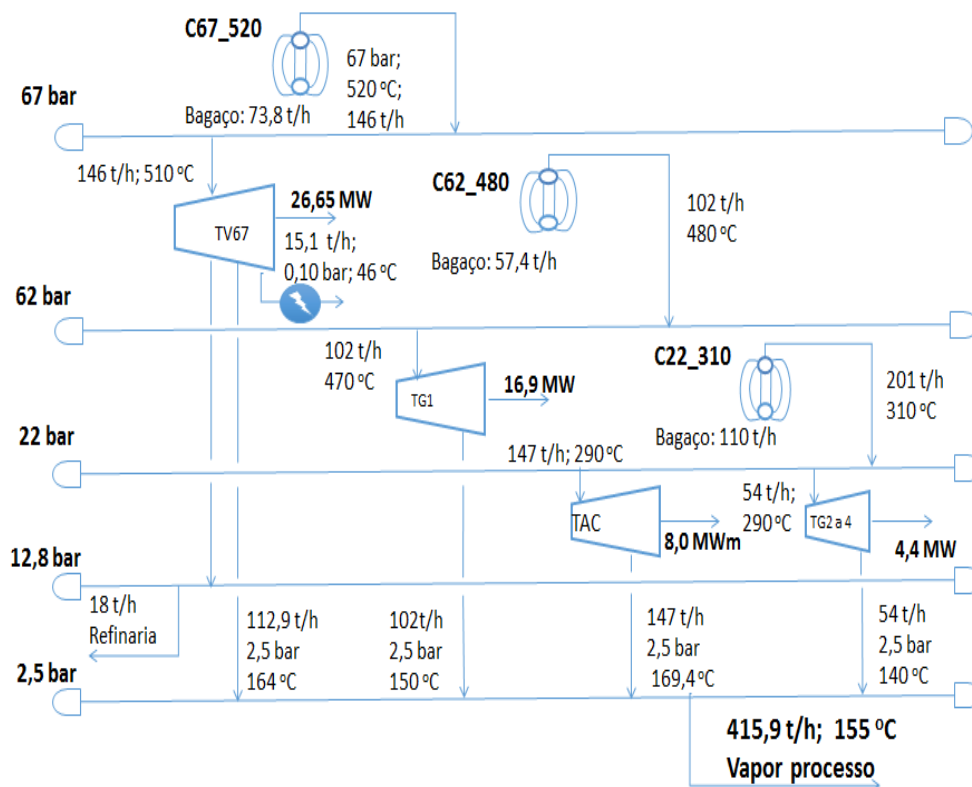 C67_520
67 bar;
520 ºC;
146 t/h
67 bar
Bagaço: 73,8 t/h
146 t/h; 510 ºC
C62_480
102 t/h
480 ºC
26,65 MW
TV67
15,1 t/h;
0,10 bar; 46 ºC
Bagaço: 57,4 t/h
62 bar
102 t/h
470 ºC
C22_310
201 t/h
310 ºC
TG1
16,9 MW
Bagaço: 110 t/h
22 bar
147 t/h; 290 ºC
54 t/h;
290 ºC
TAC
TG2 a 4
8,0 MWm
4,4 MW
12,8 bar
18 t/h
Refinaria
112,9 t/h
2,5 bar
164 ºC
102t/h
2,5 bar
150 ºC
147 t/h
2,5 bar
169,4 ºC
54 t/h
2,5 bar
140 ºC
2,5 bar
415,9 t/h; 155 ºC
Vapor processo